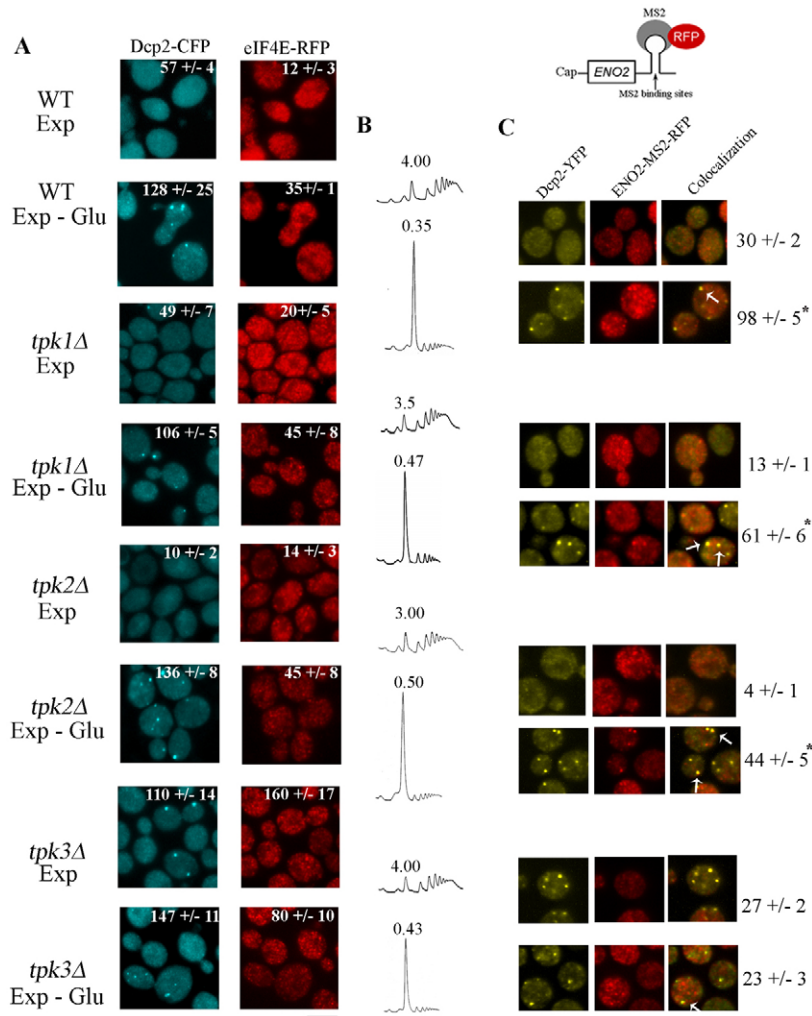 MS2
RFP
Cap
ENO2
MS2 binding sites
A
Dcp2-CFP
eIF4E-RFP
WT
Exp
57 +/- 4
12 +/- 3
WT
Exp - Glu
128 +/- 25
35+/- 1
tpk1Δ
Exp
49 +/- 7
20+/- 5
tpk1Δ
Exp - Glu
106 +/- 5
45 +/- 8
tpk2Δ
Exp
10 +/- 2
14 +/- 3
tpk2Δ
Exp - Glu
136 +/- 8
45 +/- 8
tpk3Δ
Exp
110 +/- 14
160 +/- 17
tpk3Δ
Exp - Glu
147 +/- 11
80 +/- 10
B
4.00
0.35
3.5
0.47
3.00
0.50
4.00
0.43
C
Dcp2-YFP
ENO2-MS2-RFP
Colocalization
30 +/- 2
98 +/- 5*
13 +/- 1
61 +/- 6*
4 +/- 1
44 +/- 5*
27 +/- 2
23 +/- 3